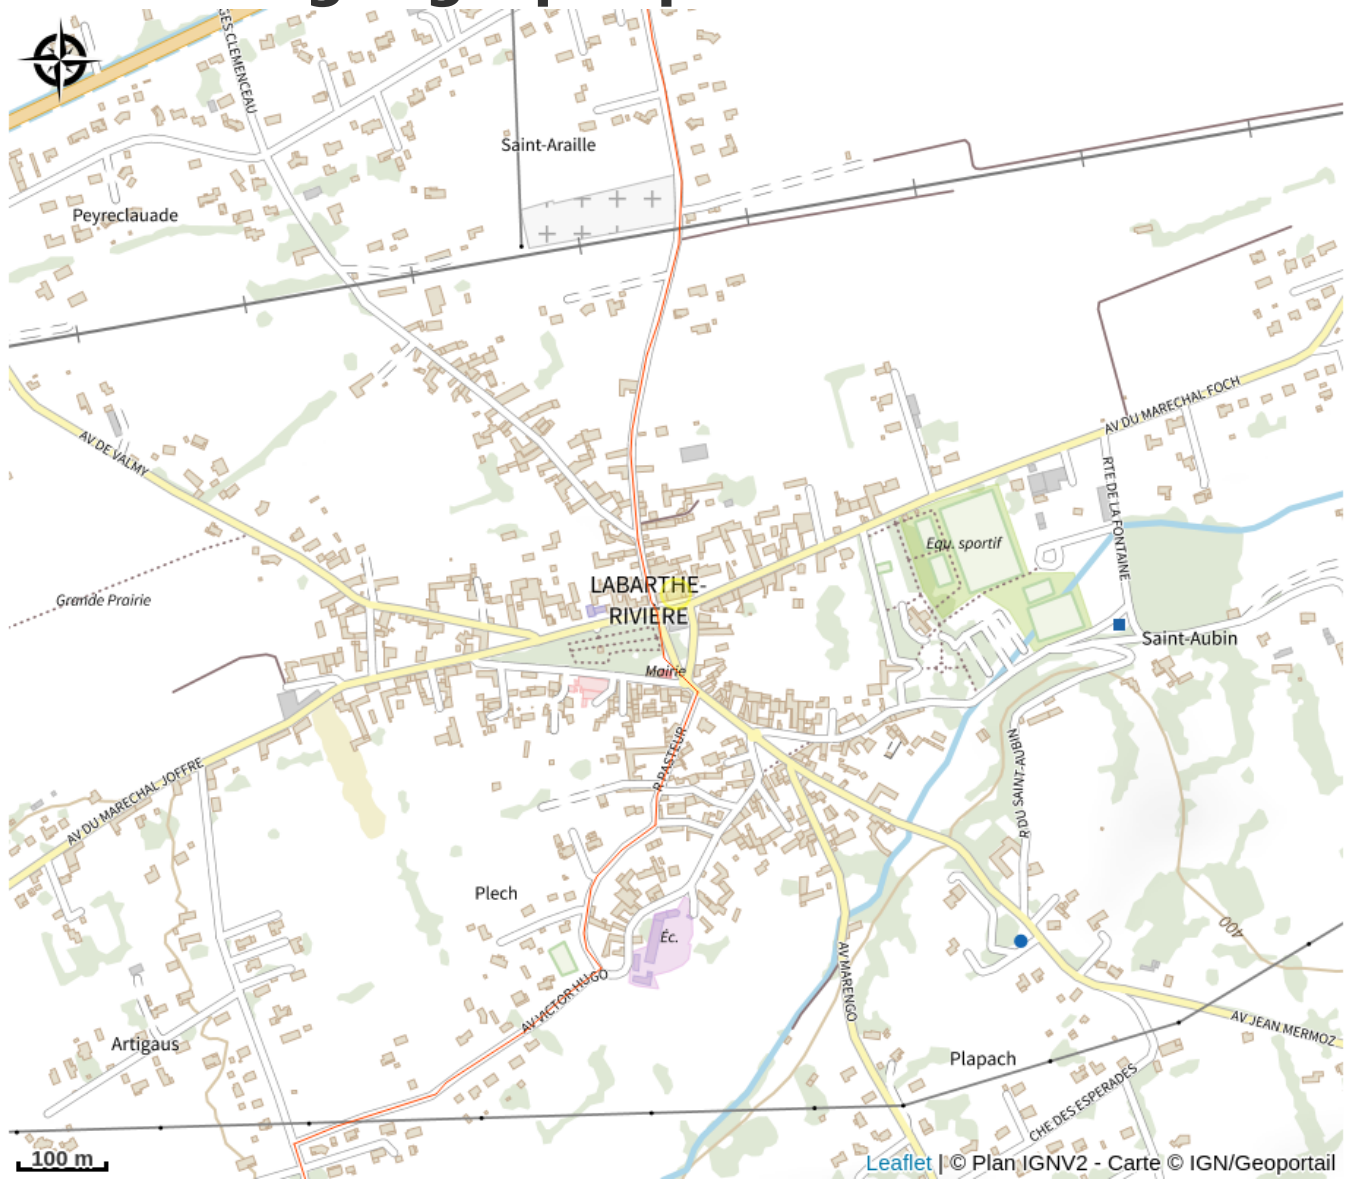 GES CLEMENCEAU
Saint-Araille
Peyreclauade
AV DU MARECHAL FOCH
AV DE VALMY
RTE DE LA FONTAINE
Equ. sportif
LABARTHE-
RIVIERE
Grande Prairie
Saint-Aubin
Mairie
R PASTEUR
R DU SAINT-AUBIN
AV DU MARECHAL JOFFRE
Plech
Éc.
400
AV MARENGO
AV VICTOR HUGO
AV JEAN MERMOZ
Artigaus
Plapach
CHE DES ESPERADES
100 m
Leaflet | © Plan IGNV2 - Carte © IGN/Geoportail